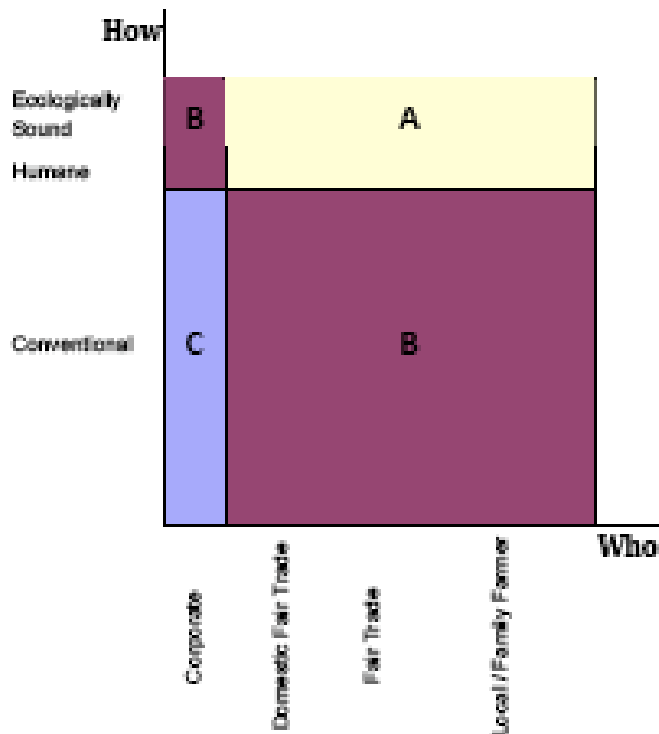 How
Ecologically
Sound
B
A
Humane
Conventional
C
B
Who
Corporate
Domestic Fair Trade
Fair Trade
Local / Family Farmer